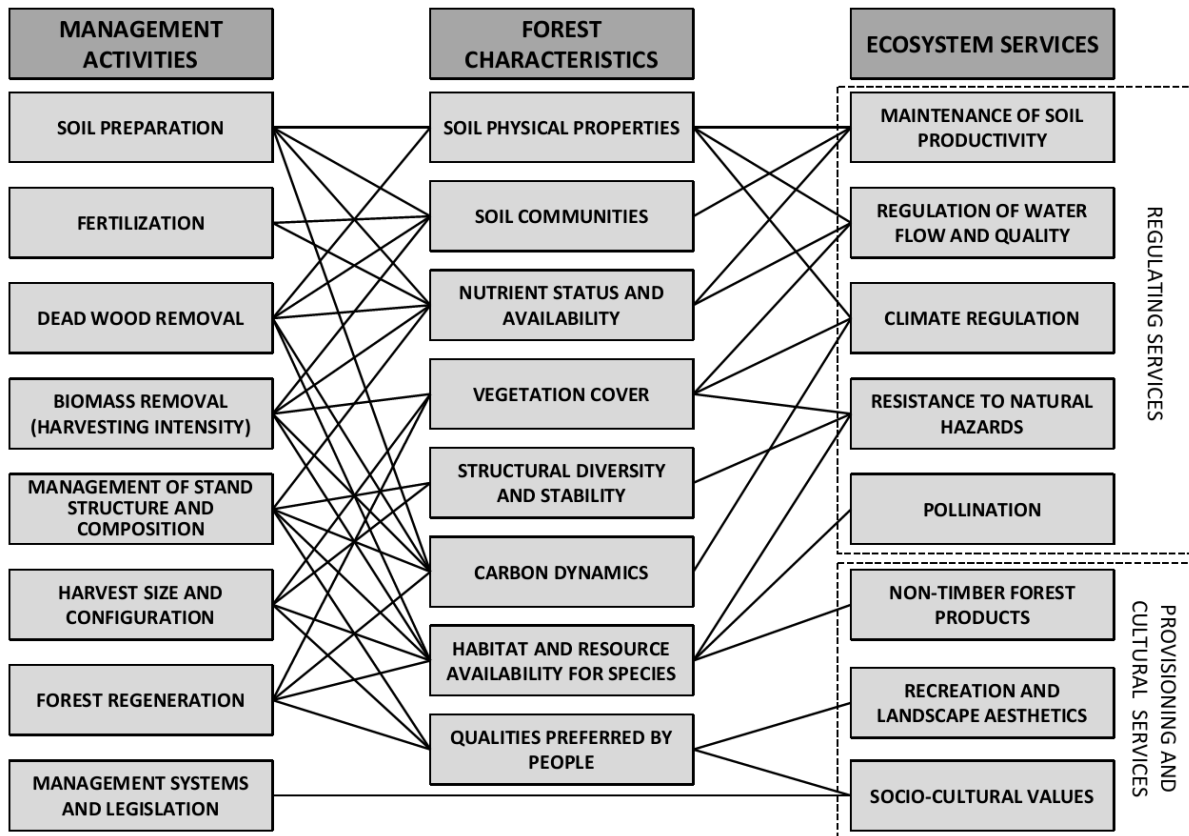 MANAGEMENT
ACTIVITIES
SOIL PREPARATION
FERTILIZATION
DEAD WOOD REMOVAL
BIOMASS REMOVAL
(HARVESTING INTENSITY)
MANAGEMENT OF STAND
STRUCTURE AND
COMPOSITION
HARVEST SIZE AND
CONFIGURATION
FOREST REGENERATION
MANAGEMENT SYSTEMS
AND LEGISLATION
FOREST
CHARACTERISTICS
SOIL PHYSICAL PROPERTIES
SOIL COMMUNITIES
NUTRIENT STATUS AND
AVAILABILITY
VEGETATION COVER
STRUCTURAL DIVERSITY
AND STABILITY
CARBON DYNAMICS
HABITAT AND RESOURCE
AVAILABILITY FOR SPECIES
QUALITIES PREFERRED BY
PEOPLE
ECOSYSTEM SERVICES
MAINTENANCE OF SOIL
PRODUCTIVITY
REGULATION OF WATER
FLOW AND QUALITY
CLIMATE REGULATION
RESISTANCE TO NATURAL
HAZARDS
POLLINATION
NON-TIMBER FOREST
PRODUCTS
RECREATION AND
LANDSCAPE AESTHETICS
SOCIO-CULTURAL VALUES
REGULATING SERVICES
PROVISIONING AND
CULTURAL SERVICES